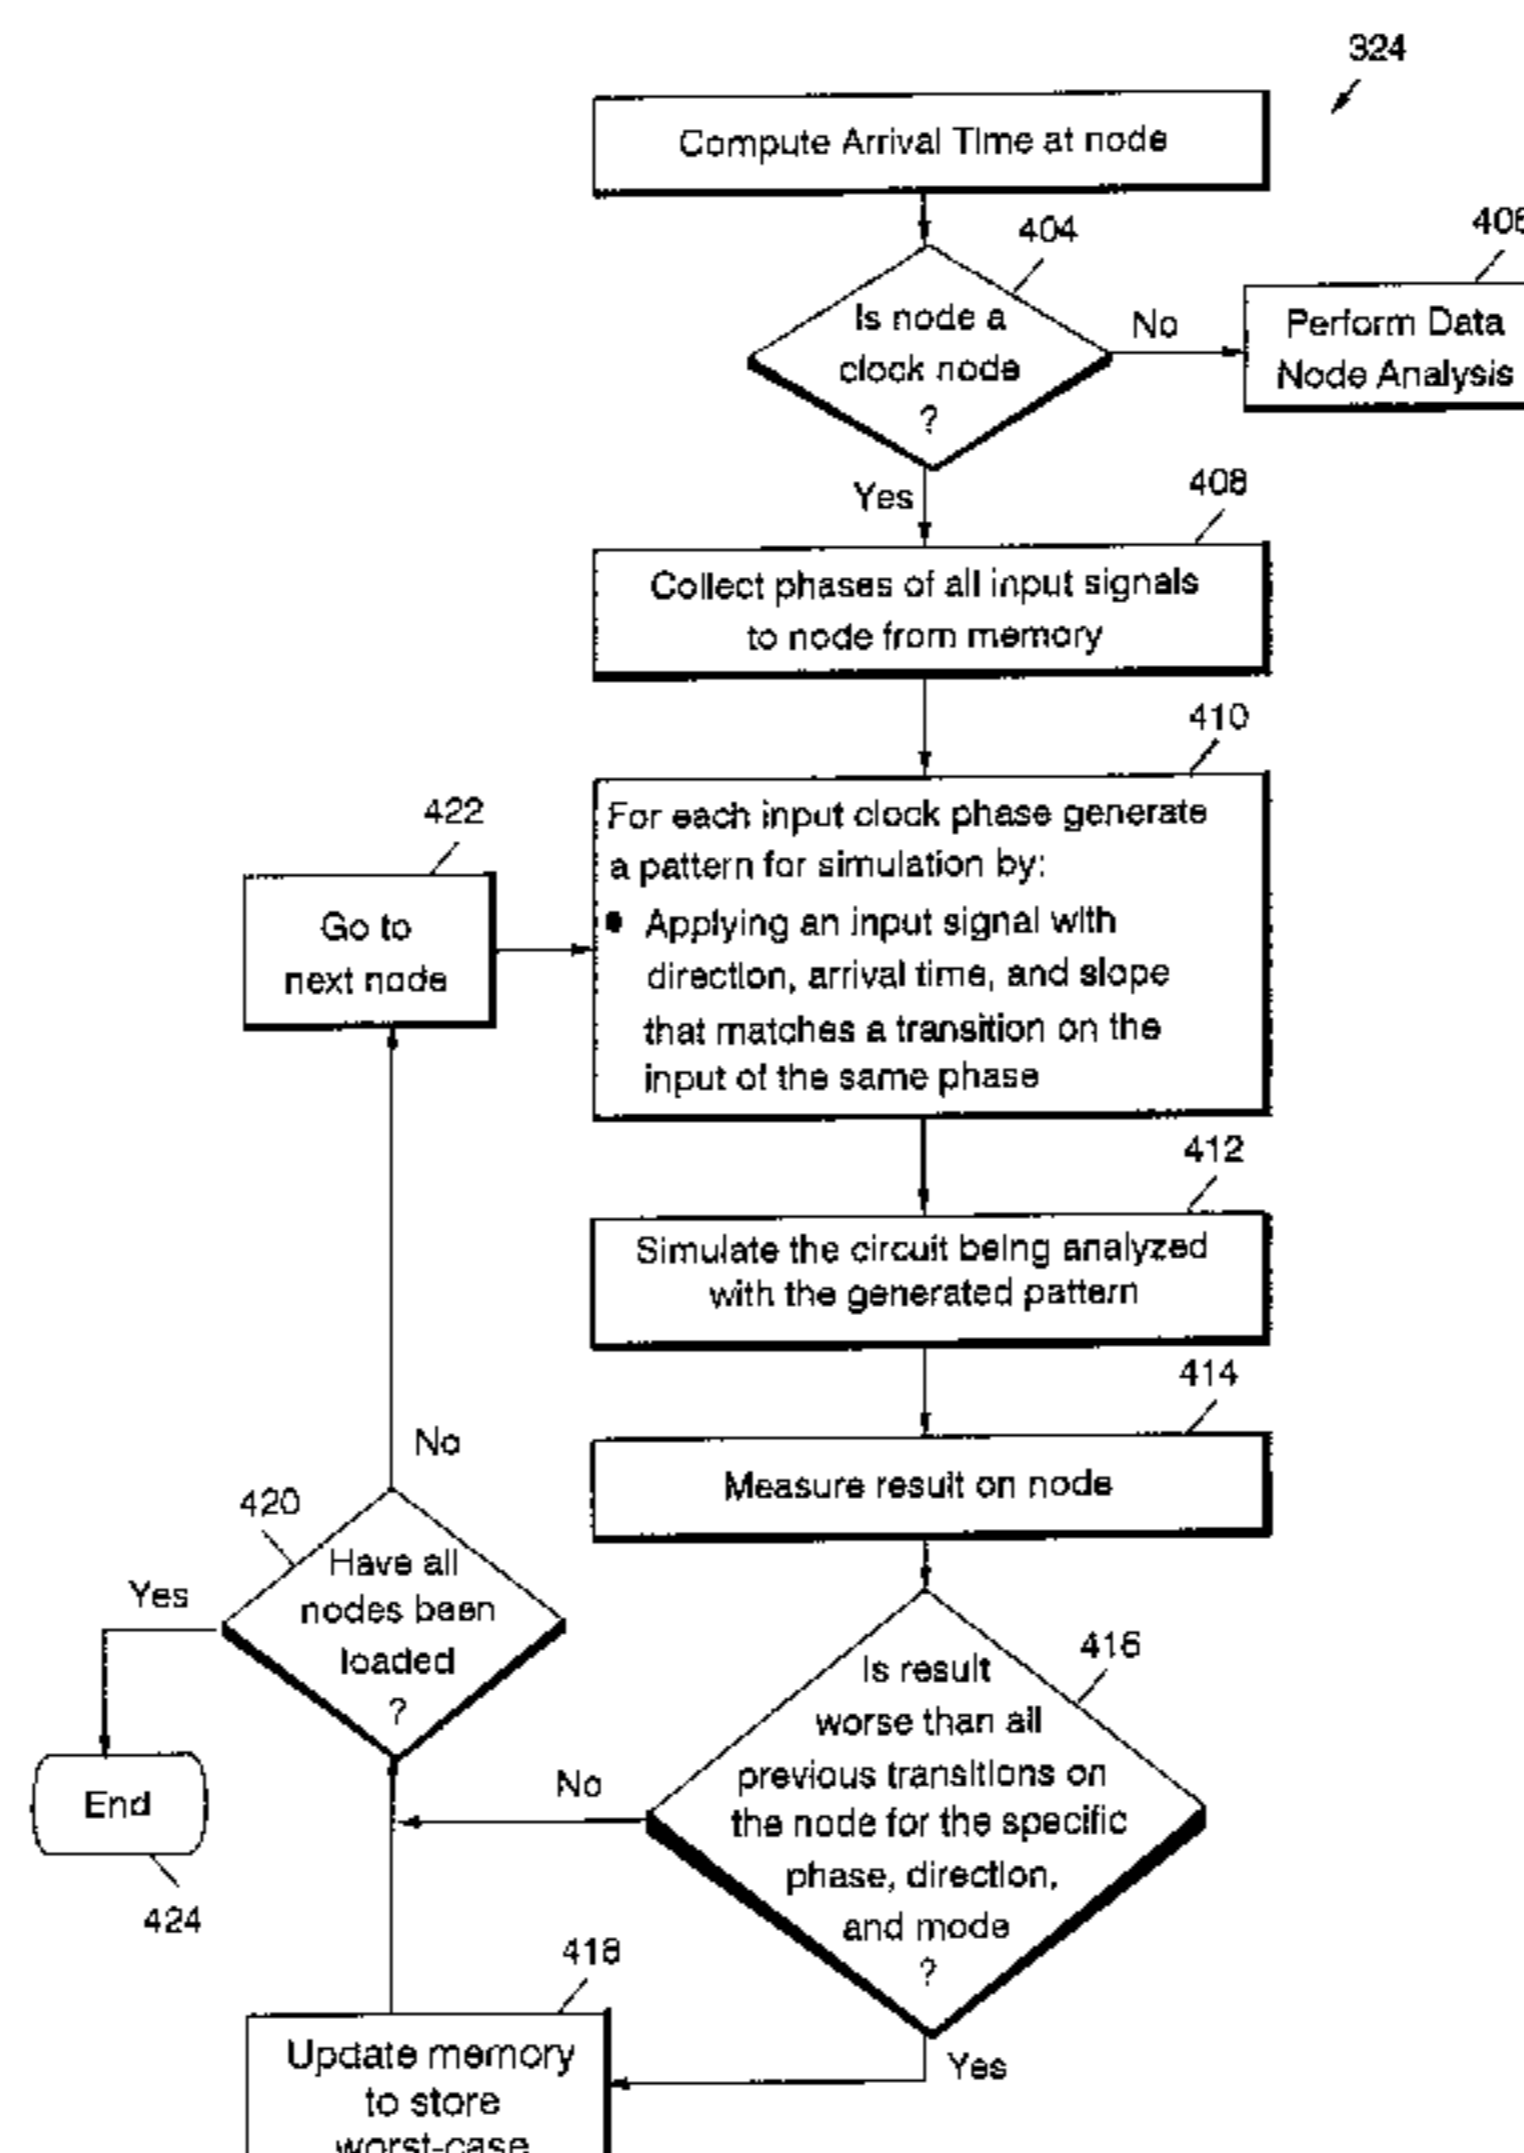 324
Compute Arrival Time at node
404
Is node a
clock node
?
No
Perform Data
Node Analysis
Yes
408
Collect phases of all input signals
to node from memory
410
For each input clock phase generate
a pattern for simulation by:
• Applying an input signal with
direction, arrival time, and slope
that matches a transition on the
input of the same phase
422
Go to
next node
412
Simulate the circuit being analyzed
with the generated pattern
414
Measure result on node
No
420
Have all
nodes been
loaded
?
Yes
End
424
416
Is result
worse than all
previous transitions on
the node for the specific
phase, direction,
and mode
?
No
Yes
418
Update memory
to store
worst-case